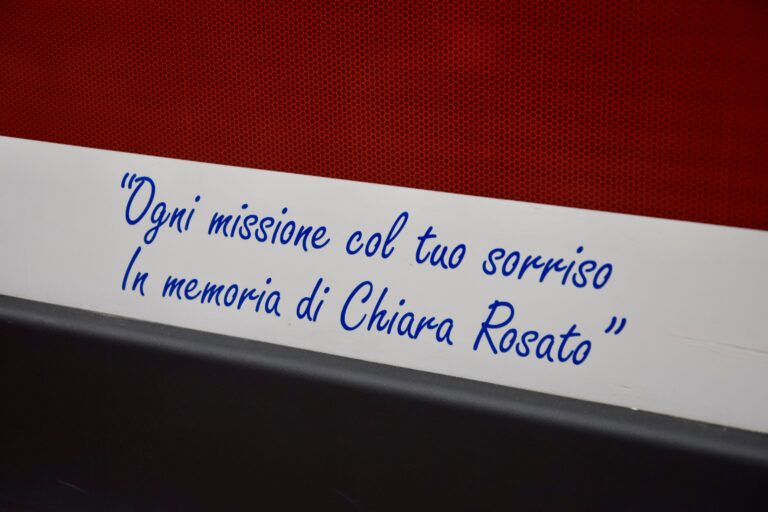 “Ogni missione col tuo sorriso
In memoria di Chiara Rosato”